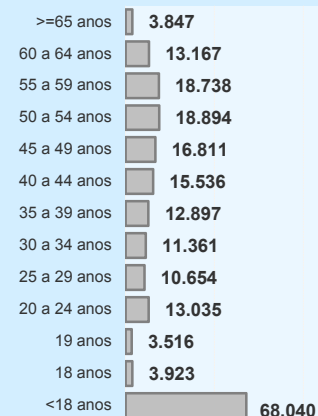 >=65 anos 3.847
60 a 64 anos 13.167
55 a 59 anos 18.738
50 a 54 anos 18.894
45 a 49 anos 16.811
40 a 44 anos 15.536
35 a 39 anos 12.897
30 a 34 anos 11.361
25 a 29 anos 10.654
20 a 24 anos 13.035
19 anos 3.516
18 anos 3.923
<18 anos 68.040